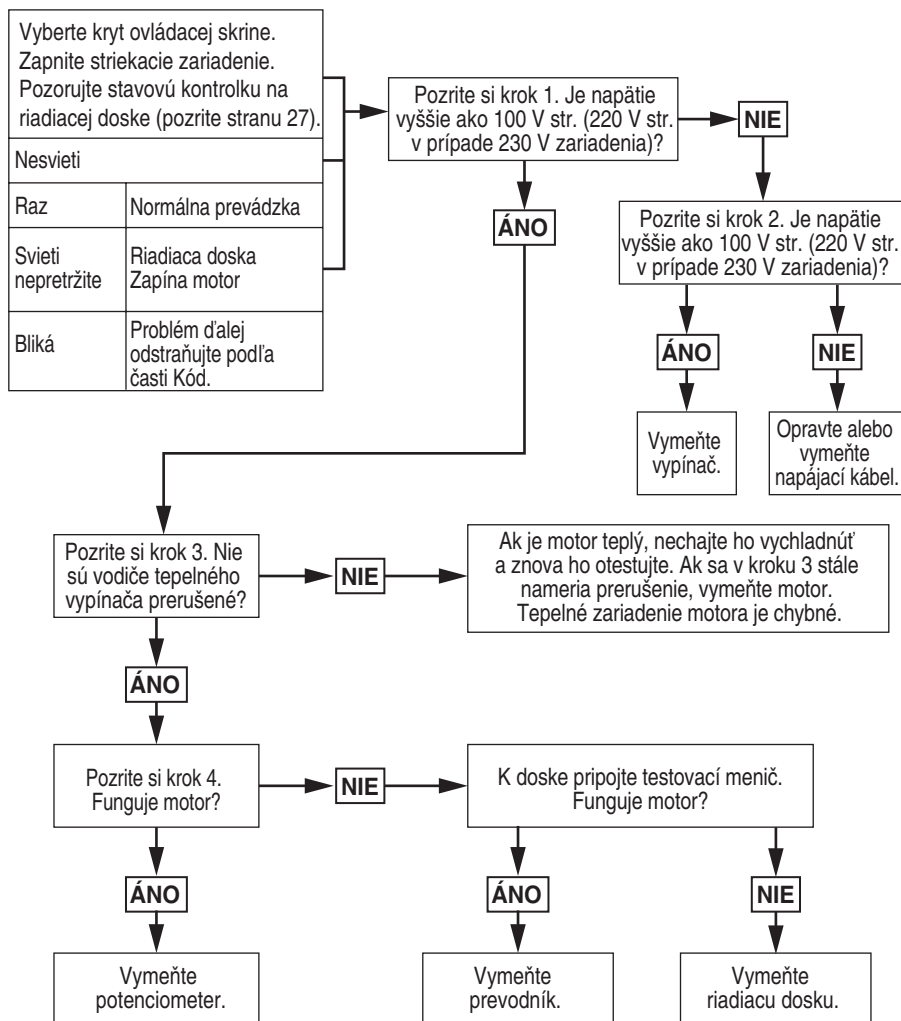 Vyberte kryt ovládacej skrine.
Zapnite striekacie zariadenie.
Pozorujte stavovú kontrolku na
riadiacej doske (pozrite stranu 27).
Nesvieti
Raz
Normálna prevádzka
Svieti
nepretržite
Riadiaca doska
Zapína motor
Bliká
Problém ďalej
odstraňujte podľa
časti Kód.
Pozrite si krok 1. Je napätie
vyššie ako 100 V str. (220 V str.
v prípade 230 V zariadenia)?
NIE
ÁNO
Pozrite si krok 2. Je napätie
vyššie ako 100 V str. (220 V str.
v prípade 230 V zariadenia)?
ÁNO
NIE
Vymeňte
vypínač.
Opravte alebo
vymeňte
napájací kábel.
Pozrite si krok 3. Nie
sú vodiče tepelného
vypínača prerušené?
NIE
Ak je motor teplý, nechajte ho vychladnúť
a znova ho otestujte. Ak sa v kroku 3 stále
nameria prerušenie, vymeňte motor.
Tepelné zariadenie motora je chybné.
ÁNO
Pozrite si krok 4.
Funguje motor?
NIE
K doske pripojte testovací menič.
Funguje motor?
ÁNO
ÁNO
NIE
Vymeňte
potenciometer.
Vymeňte
prevodník.
Vymeňte
riadiacu dosku.